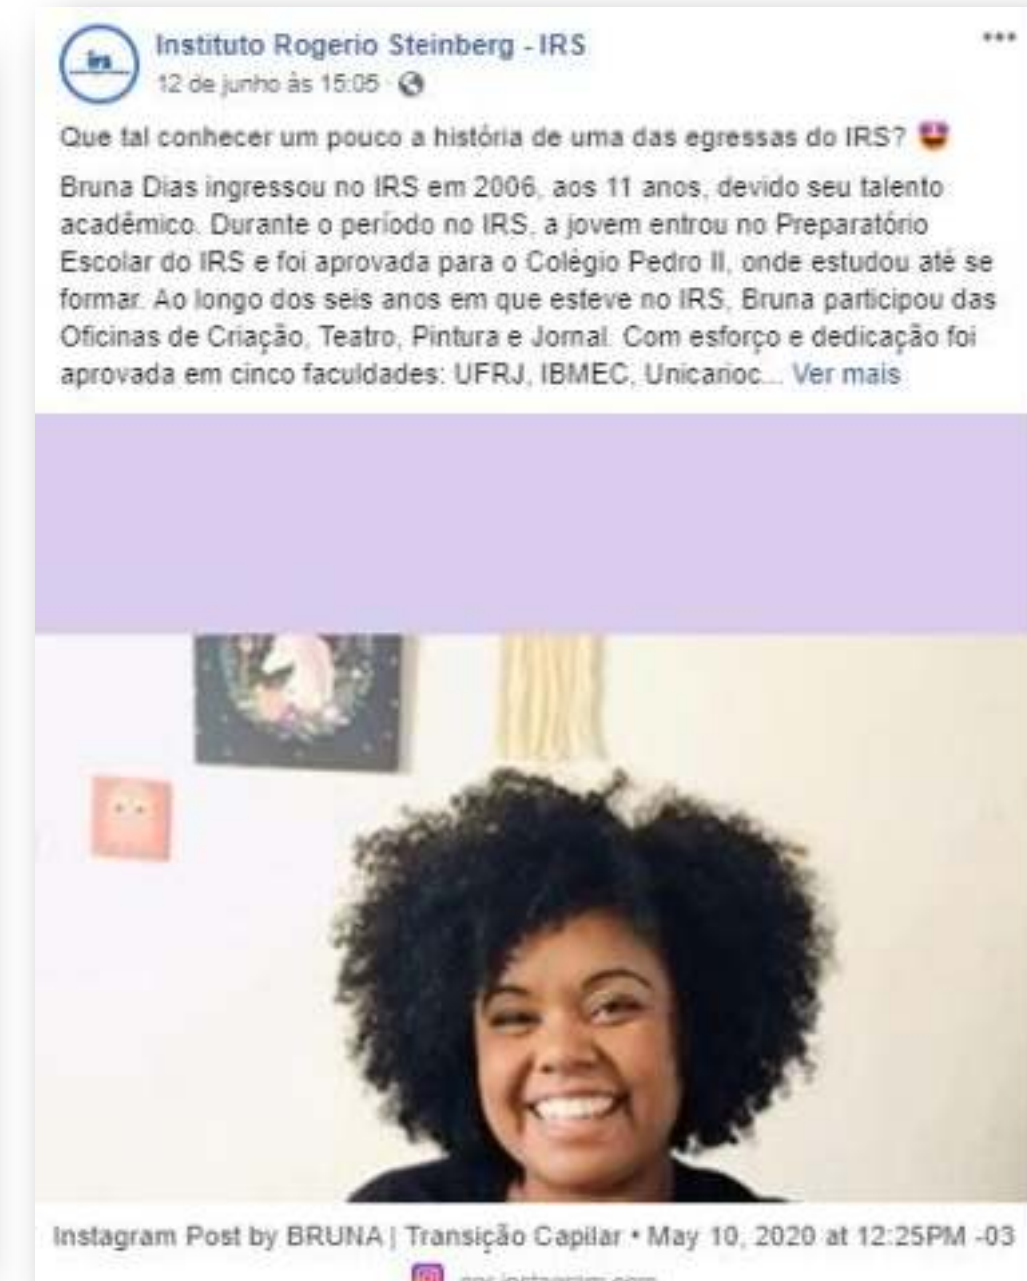 irs
Instituto Rogerio Steinberg - IRS
12 de junho às 15:05
Que tal conhecer um pouco a história de uma das egressas do IRS?
Bruna Dias ingressou no IRS em 2006, aos 11 anos, devido seu talento
acadêmico. Durante o período no IRS, a jovem entrou no Preparatório
Escolar do IRS e foi aprovada para o Colégio Pedro II, onde estudou até se
formar. Ao longo dos seis anos em que esteve no IRS, Bruna participou das
Oficinas de Criação, Teatro, Pintura e Jornal. Com esforço e dedicação foi
aprovada em cinco faculdades: UFRJ, IBMEC, Unicarioc... Ver mais
Instagram Post by BRUNA | Transição Capilar • May 10, 2020 at 12:25PM -03